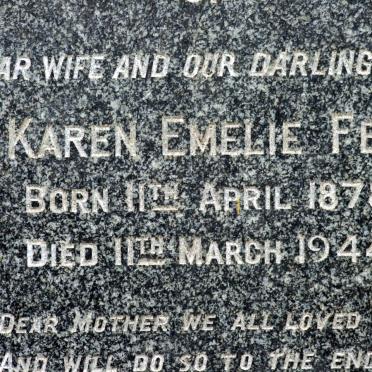 AR WIFE AND OUR DARLING
KAREN EMELIE FE
BORN 11TH APRIL 187
DIED 11TH MARCH 1944
DEAR MOTHER WE ALL LOVED
AND WILL DO SO TO THE END